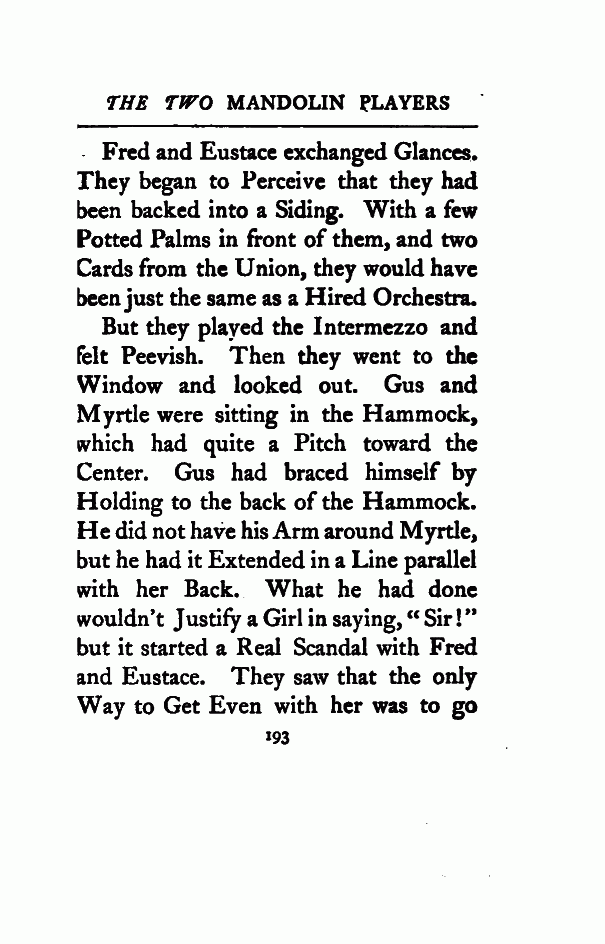 THE TWO MANDOLIN PLAYERS
Fred and Eustace exchanged Glances.
They began to Perceive that they had
been backed into a Siding. With a few
Potted Palms in front of them, and two
Cards from the Union, they would have
been just the same as a Hired Orchestra.
But they played the Intermezzo and
felt Peevish. Then they went to the
Window and looked out. Gus and
Myrtle were sitting in the Hammock,
which had quite a Pitch toward the
Center. Gus had braced himself by
Holding to the back of the Hammock.
He did not have his Arm around Myrtle,
but he had it Extended in a Line parallel
with her Back. What he had done
wouldn't Justify a Girl in saying, “Sir!”
but it started a Real Scandal with Fred
and Eustace. They saw that the only
Way to Get Even with her was to go
193